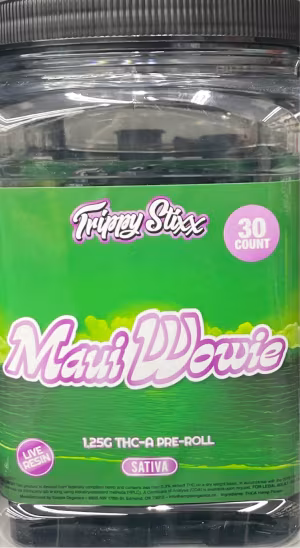 Trippy Stixx
30
COUNT
Maui Wowie
LIVE
RESIN
1.25G THC-A PRE-ROLL
SATIVA